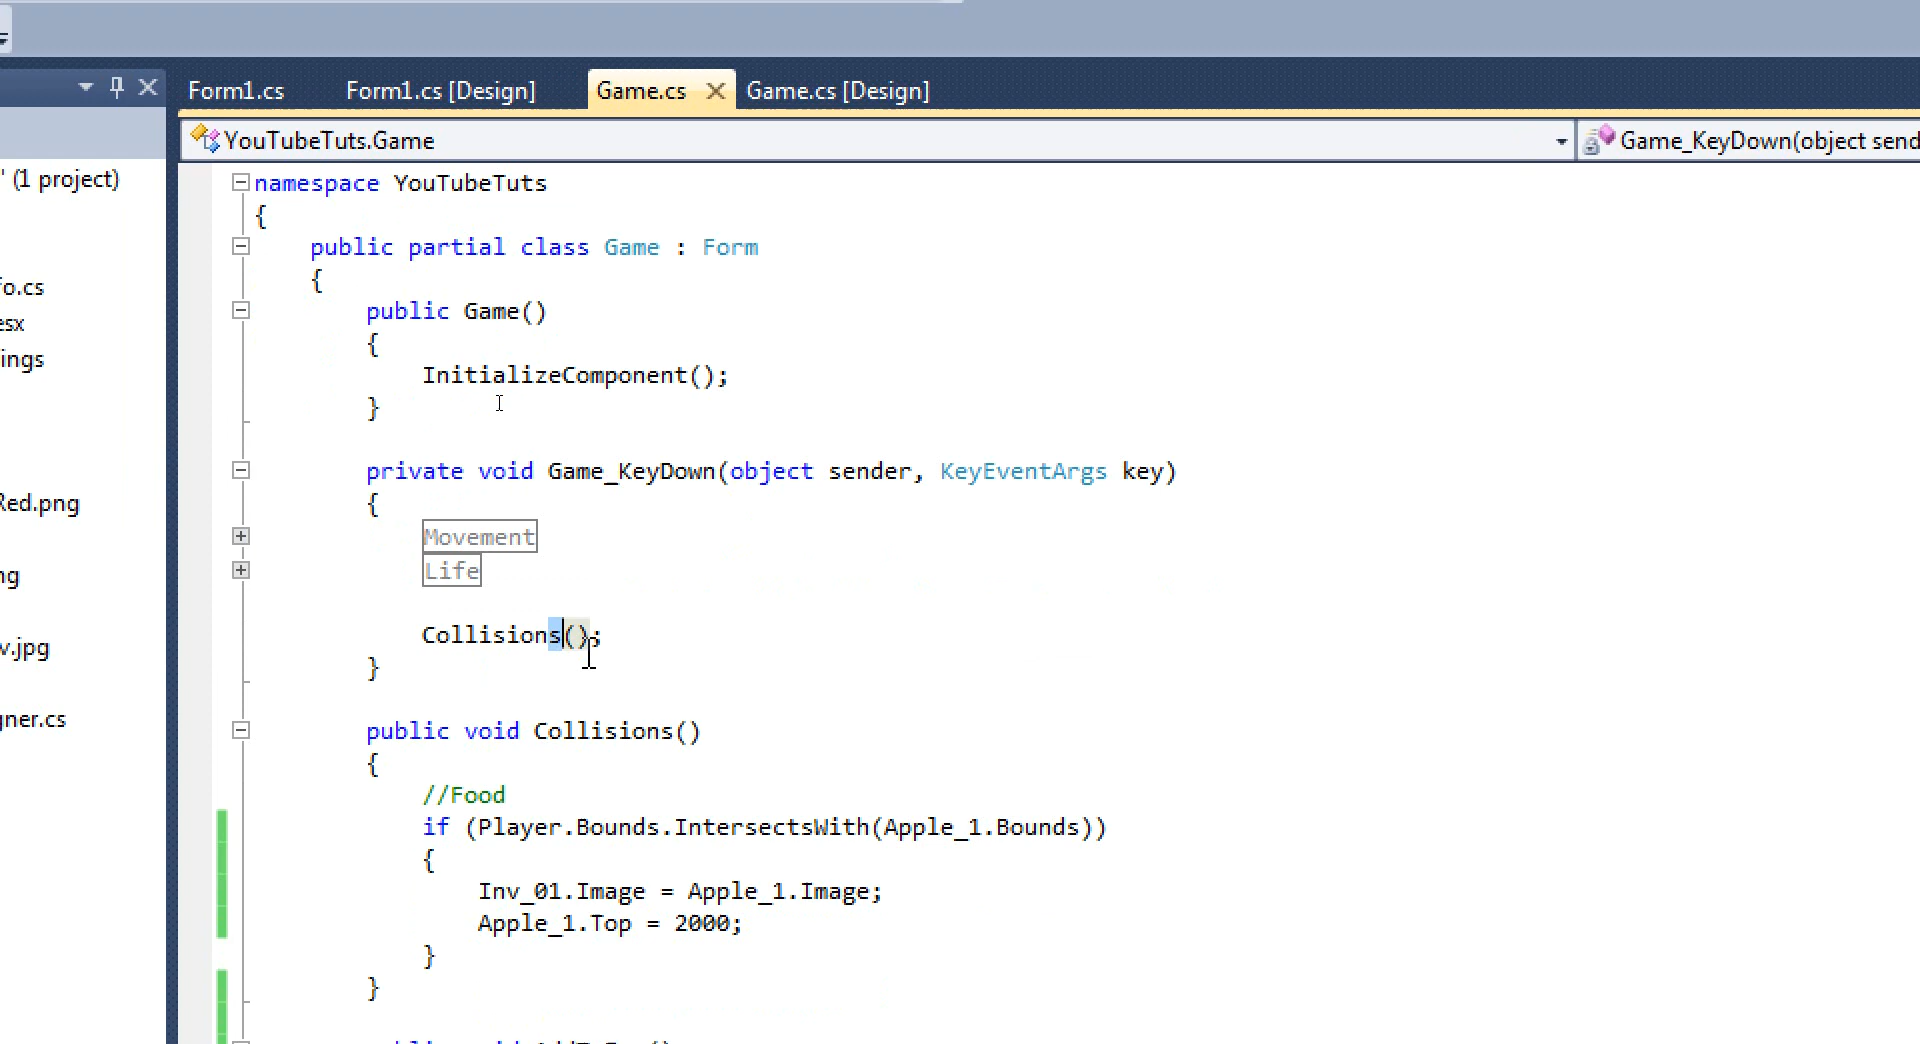 Form1.cs Form1.cs [Design] Game.cs Game.cs [Design]
YouTubeTuts.Game Game_KeyDown(object send
' (1 project)
fo.cs
esx
ings
Red.png
ng
v.jpg
gner.cs
namespace YouTubeTuts
{
public partial class Game : Form
{
public Game()
{
InitializeComponent();
}
private void Game_KeyDown(object sender, KeyEventArgs key)
{
Movement
Life
Collisions();
}
public void Collisions()
{
//Food
if (Player.Bounds.IntersectsWith(Apple_1.Bounds))
{
Inv_01.Image = Apple_1.Image;
Apple_1.Top = 2000;
}
}